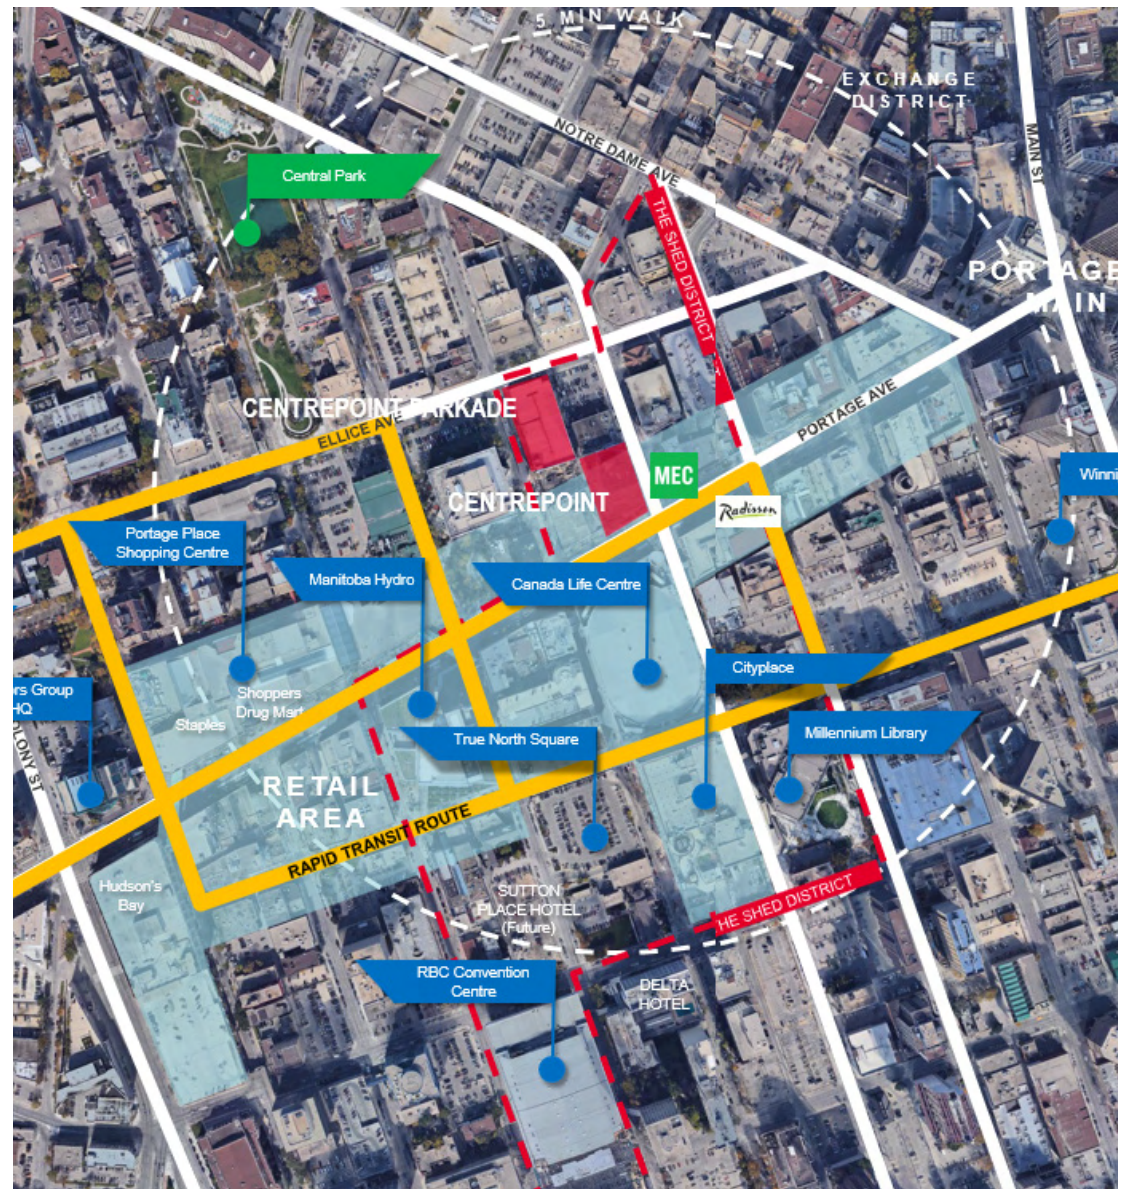 5 MIN WALK
EXCHANGE
DISTRICT
NOTRE DAME AVE
MAIN ST
Central Park
THE SHED DISTRICT
PORTAGE
MAIN
CENTREPOINT PARKADE
ELLICE AVE
PORTAGE AVE
MEC
CENTREPOINT
Radisson
Winni
Portage Place
Shopping Centre
Manitoba Hydro
Canada Life Centre
Cityplace
Shoppers
Drug Mart
Staples
rs Group
HQ
OLONY ST
True North Square
Millennium Library
RETAIL
AREA
RAPID TRANSIT ROUTE
Hudson's
Bay
SUTTON
PLACE HOTEL
(Future)
HE SHED DISTRICT
RBC Convention
Centre
DELTA
HOTEL